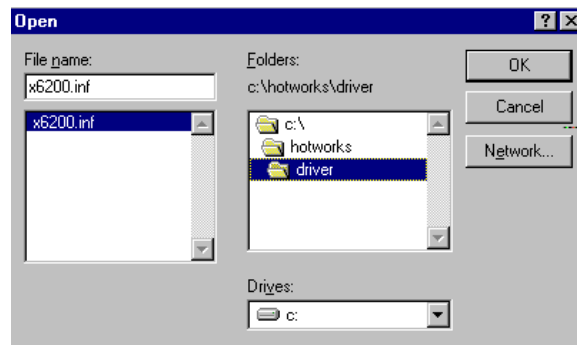 Open
File name:
x6200.inf
x6200.inf
Folders:
c:\hotworks\driver
c:\
hotworks
driver
Drives:
c:
OK
Cancel
Network...